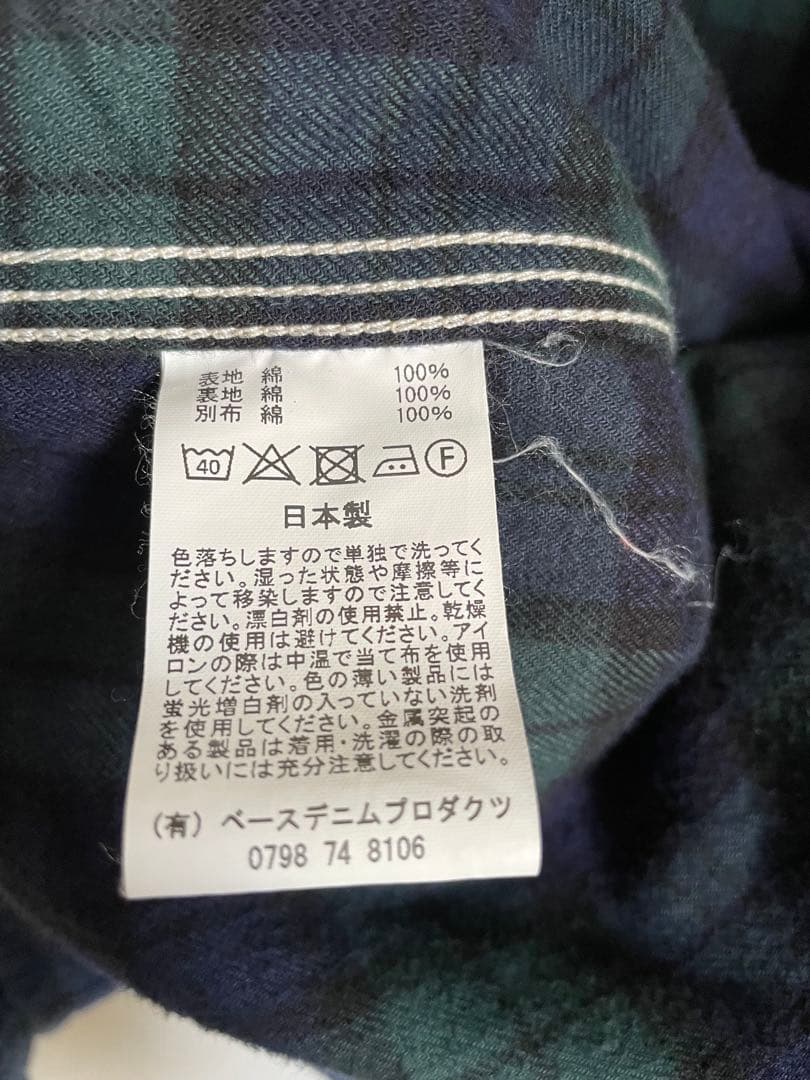 表地 綿 100%
裏地 綿 100%
別布 綿 100%
40 F
日本製
色落ちしますので単独で洗ってく
ださい。湿った状態や摩擦等に
よって移染しますので注意してく
ださい。漂白剤の使用禁止。乾燥
機の使用は避けてください。アイ
ロンの際は中温で当て布を使用
してください。色の薄い製品には
蛍光増白剤の入っていない洗剤
を使用してください。金属突起の
ある製品は着用・洗濯の際の取
り扱いには充分注意してください。
(有) ベースデニムプロダクツ
0798 74 8106